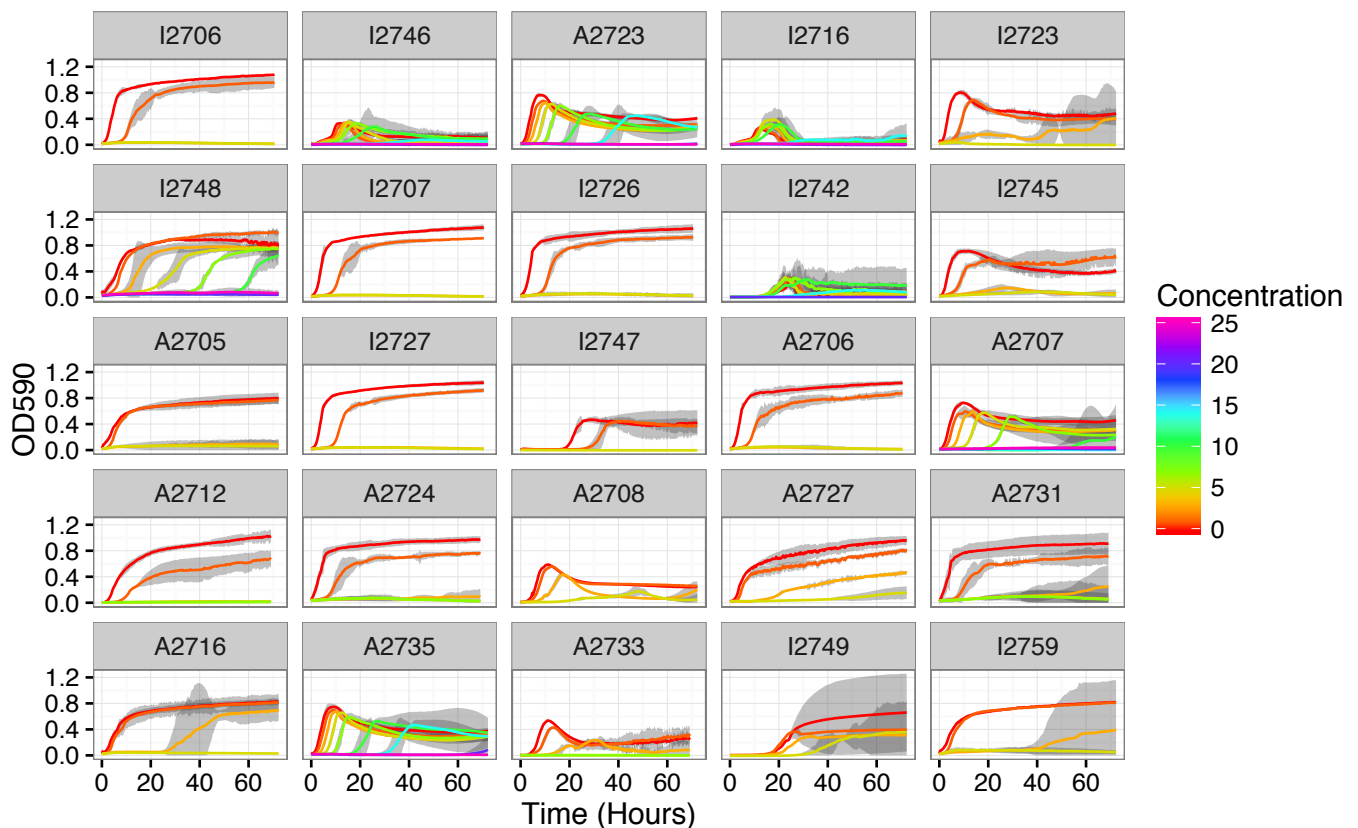 I2706 I2746 A2723 I2716 I2723
1.2
0.8
0.4
0.0
I2748 I2707 I2726 I2742 I2745
1.2
0.8
0.4
0.0
A2705 I2727 I2747 A2706 A2707
1.2
0.8
0.4
0.0
A2712 A2724 A2708 A2727 A2731
1.2
0.8
0.4
0.0
A2716 A2735 A2733 I2749 I2759
1.2
0.8
0.4
0.0
0 20 40 60 0 20 40 60 0 20 40 60 0 20 40 60 0 20 40 60
Time (Hours)
OD590
Concentration
25
20
15
10
5
0